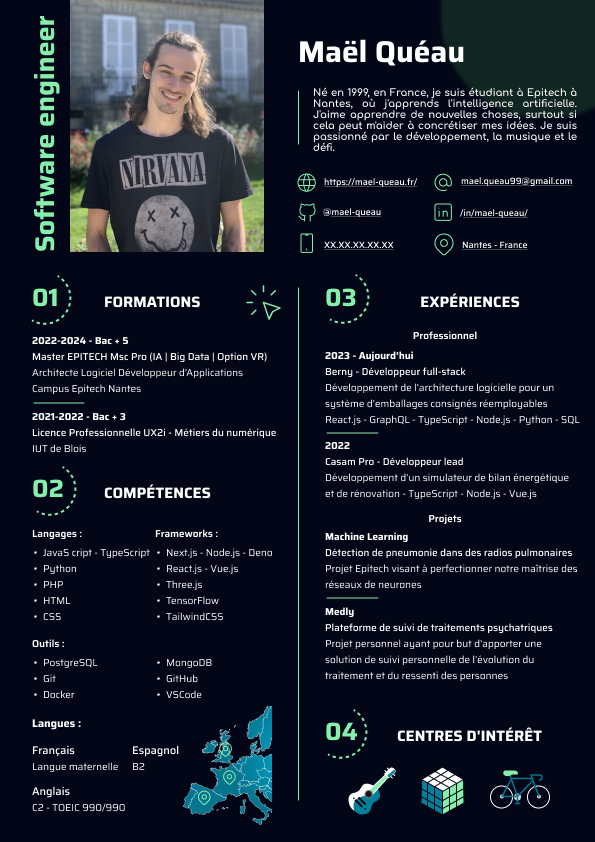 Software engineer
NIRVANA
Maël Quéau
Né en 1999, en France, je suis étudiant à Epitech à
Nantes, où j'apprends l'intelligence artificielle.
J'aime apprendre de nouvelles choses, surtout si
cela peut m'aider à concrétiser mes idées. Je suis
passionné par le développement, la musique et le
défi.
https://mael-queau.fr/
mael.queau99@gmail.com
@mael-queau
/in/mael-queau/
XX.XX.XX.XX.XX
Nantes - France
01 FORMATIONS
2022-2024 - Bac + 5
Master EPITECH Msc Pro (IA | Big Data | Option VR)
Architecte Logiciel Développeur d'Applications
Campus Epitech Nantes
2021-2022 - Bac + 3
Licence Professionnelle UX2i - Métiers du numérique
IUT de Blois
02 COMPÉTENCES
Langages :
• JavaS cript - TypeScript
• Python
• PHP
• HTML
• CSS
Frameworks :
• Next.js - Node.js - Deno
• React.js - Vue.js
• Three.js
• TensorFlow
• TailwindCSS
Outils :
• PostgreSQL
• Git
• Docker
• MongoDB
• GitHub
• VSCode
Langues :
Français
Langue maternelle
Espagnol
B2
Anglais
C2 - TOEIC 990/990
03 EXPÉRIENCES
Professionnel
2023 - Aujourd'hui
Berny - Développeur full-stack
Développement de l'architecture logicielle pour un
système d'emballages consignés réemployables
React.js - GraphQL - TypeScript - Node.js - Python - SQL
2022
Casam Pro - Développeur lead
Développement d'un simulateur de bilan énergétique
et de rénovation - TypeScript - Node.js - Vue.js
Projets
Machine Learning
Détection de pneumonie dans des radios pulmonaires
Projet Epitech visant à perfectionner notre maîtrise des
réseaux de neurones
Medly
Plateforme de suivi de traitements psychatriques
Projet personnel ayant pour but d'apporter une
solution de suivi personnelle de l'évolution du
traitement et du ressenti des personnes
04 CENTRES D'INTÉRÊT